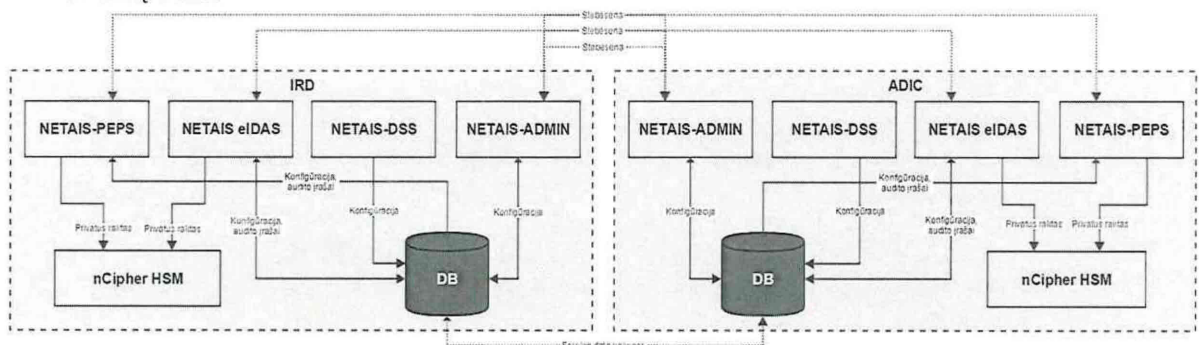 Stebėsena
Stebėsena
Stebėsena
IRD
ADIC
NETAIS-PEPS
NETAIS eIDAS
NETAIS-DSS
NETAIS-ADMIN
NETAIS-ADMIN
NETAIS-DSS
NETAIS eIDAS
NETAIS-PEPS
Konfigūracija,
audito įrašai
Konfigūracija,
audito įrašai
Privatus raktas
Privatus raktas
Konfigūracija,
audito įrašai
Konfigūracija
Konfigūracija
Konfigūracija
Konfigūracija
Konfigūracija,
audito įrašai
Privatus raktas
Privatus raktas
nCipher HSM
DB
DB
nCipher HSM